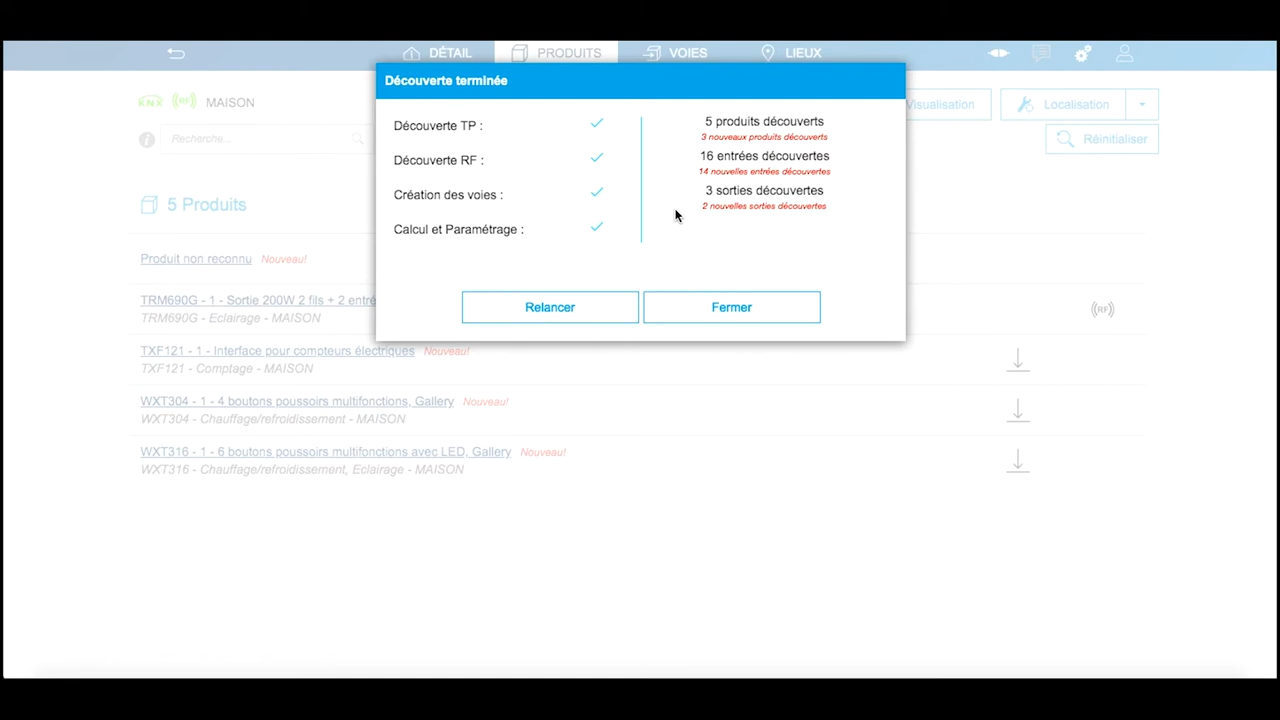 DÉTAIL PRODUITS VOIES LIEUX
Découverte terminée
KNX RF MAISON
Visualisation Localisation
Recherche... Réinitialiser
Découverte TP :
Découverte RF :
Création des voies :
Calcul et Paramétrage :
5 produits découverts
3 nouveaux produits découverts
16 entrées découvertes
14 nouvelles entrées découvertes
3 sorties découvertes
2 nouvelles sorties découvertes
Relancer Fermer
5 Produits
Produit non reconnu Nouveau!
TRM690G - 1 - Sortie 200W 2 fils + 2 entré
TRM690G - Eclairage - MAISON
RF
TXF121 - 1 - Interface pour compteurs électriques Nouveau!
TXF121 - Comptage - MAISON
WXT304 - 1 - 4 boutons poussoirs multifonctions, Gallery Nouveau!
WXT304 - Chauffage/refroidissement - MAISON
WXT316 - 1 - 6 boutons poussoirs multifonctions avec LED, Gallery Nouveau!
WXT316 - Chauffage/refroidissement, Eclairage - MAISON